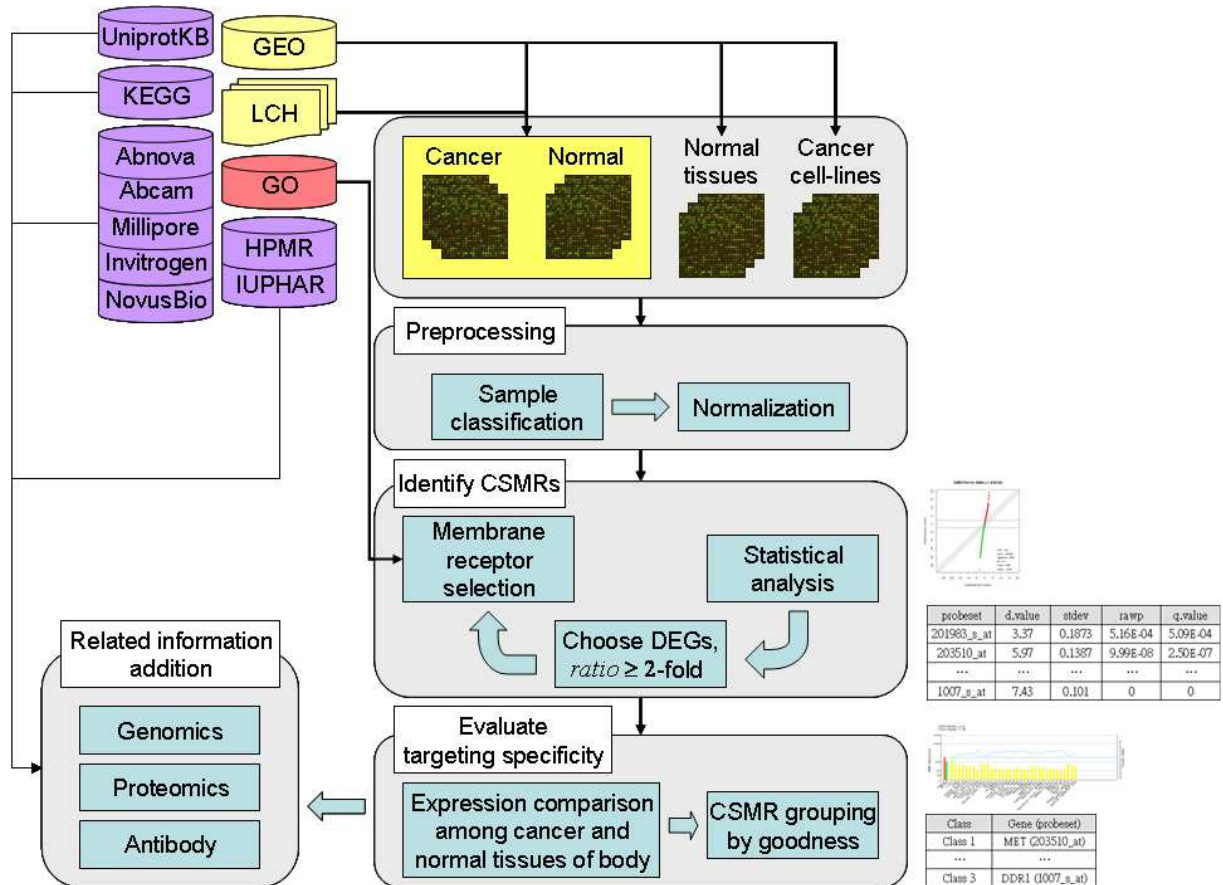 UniprotKB
GEO
KEGG
LCH
Abnova
Abcam
Millipore
Invitrogen
NovusBio
GO
HPMR
IUPHAR
Cancer
Normal
Normal
tissues
Cancer
cell-lines
Preprocessing
Sample
classification
Normalization
Identify CSMRs
Membrane
receptor
selection
Statistical
analysis
Choose DEGs,
ratio ≥ 2-fold
probeset d.value stdev rawp q.value
201983_s_at 3.37 0.1873 5.16E-04 5.09E-04
203510_at 5.97 0.1387 9.99E-08 2.50E-07
... ... ... ...
1007_s_at 7.43 0.101 0 0
Related information
addition
Genomics
Proteomics
Antibody
Evaluate
targeting specificity
Expression comparison
among cancer and
normal tissues of body
CSMR grouping
by goodness
Class Gene (probeset)
Class 1 MET (203510_at)
... ...
Class 3 DDR1 (1007_s_at)